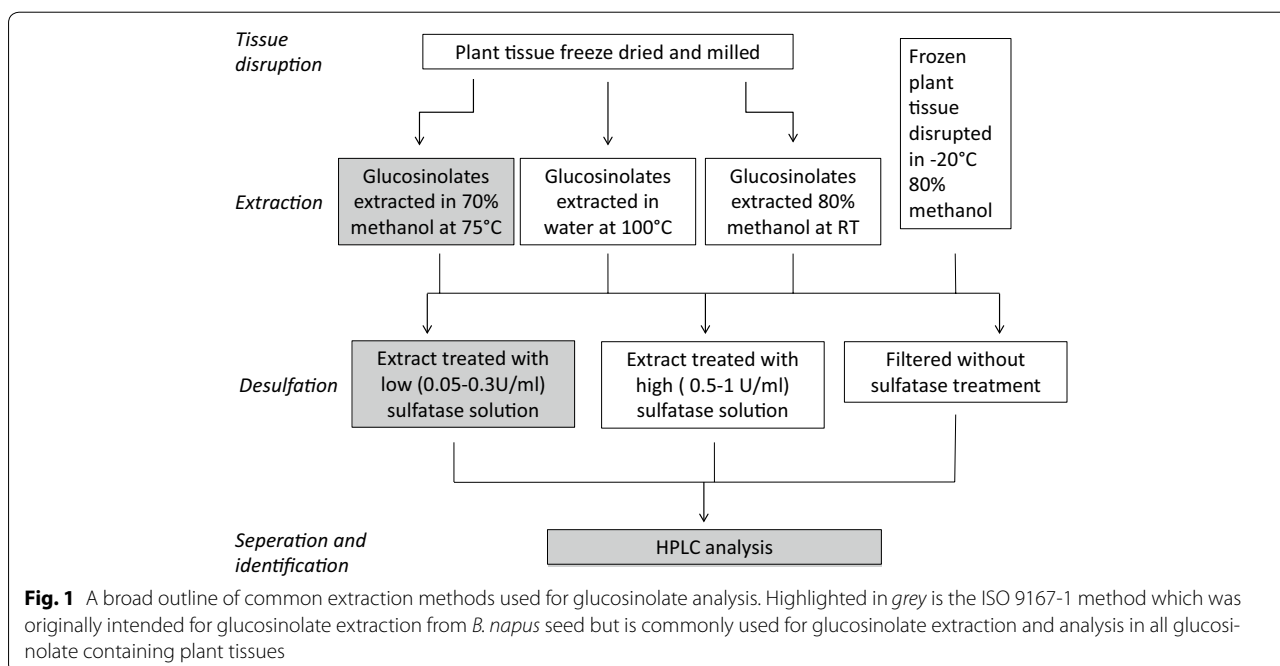 Tissue
disruption
Plant tissue freeze dried and milled
Frozen
plant
tissue
disrupted
in -20°C
80%
methanol
Extraction
Glucosinolates
extracted in 70%
methanol at 75°C
Glucosinolates
extracted in
water at 100°C
Glucosinolates
extracted 80%
methanol at RT
Desulfation
Extract treated with
low (0.05-0.3U/ml)
sulfatase solution
Extract treated with
high ( 0.5-1 U/ml)
sulfatase solution
Filtered without
sulfatase treatment
Seperation and
identification
HPLC analysis
Fig. 1 A broad outline of common extraction methods used for glucosinolate analysis. Highlighted in grey is the ISO 9167-1 method which was
originally intended for glucosinolate extraction from B. napus seed but is commonly used for glucosinolate extraction and analysis in all glucosi-
nolate containing plant tissues